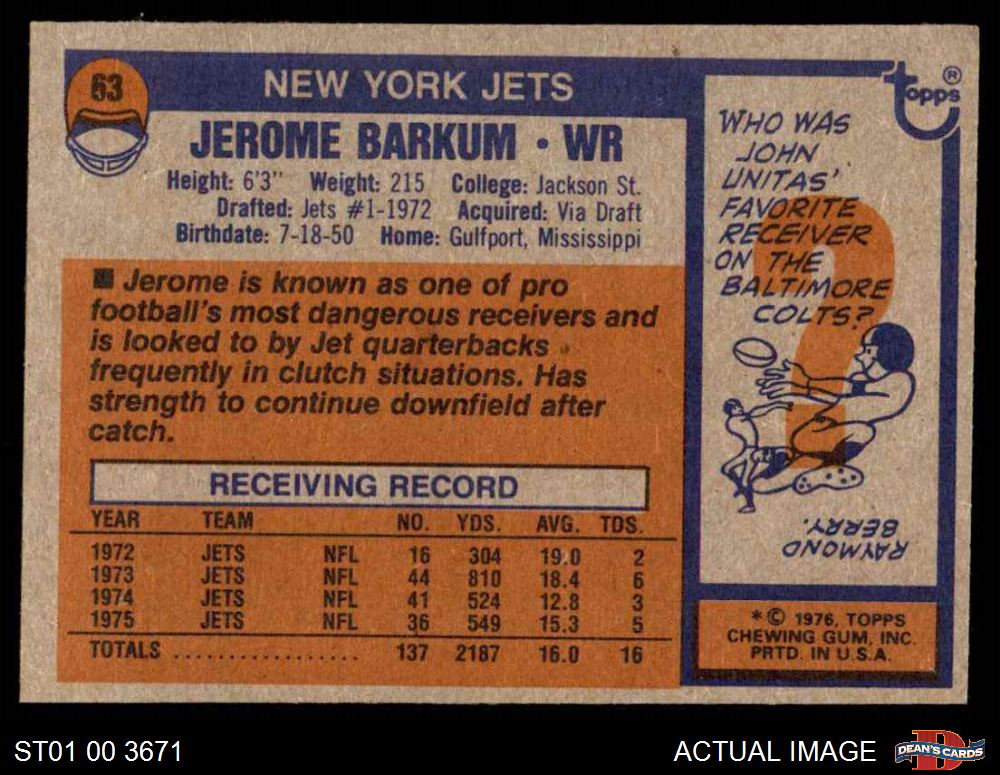 63
NEW YORK JETS
JEROME BARKUM • WR
Height: 6'3" Weight: 215 College: Jackson St.
Drafted: Jets #1-1972 Acquired: Via Draft
Birthdate: 7-18-50 Home: Gulfport, Mississippi
■ Jerome is known as one of pro
football's most dangerous receivers and
is looked to by Jet quarterbacks
frequently in clutch situations. Has
strength to continue downfield after
catch.
RECEIVING RECORD
YEAR TEAM NO. YDS. AVG. TDS.
1972 JETS NFL 16 304 19.0 2
1973 JETS NFL 44 810 18.4 6
1974 JETS NFL 41 524 12.8 3
1975 JETS NFL 36 549 15.3 5
TOTALS .................. 137 2187 16.0 16
topps ®
WHO WAS
JOHN
UNITAS'
FAVORITE
RECEIVER
ON THE
BALTIMORE
COLTS?
?
RAYMOND
BERRY.
*© 1976, TOPPS
CHEWING GUM, INC.
PRTD. IN U.S.A.
ST01 00 3671
ACTUAL IMAGE
D
DEAN'S CARDS